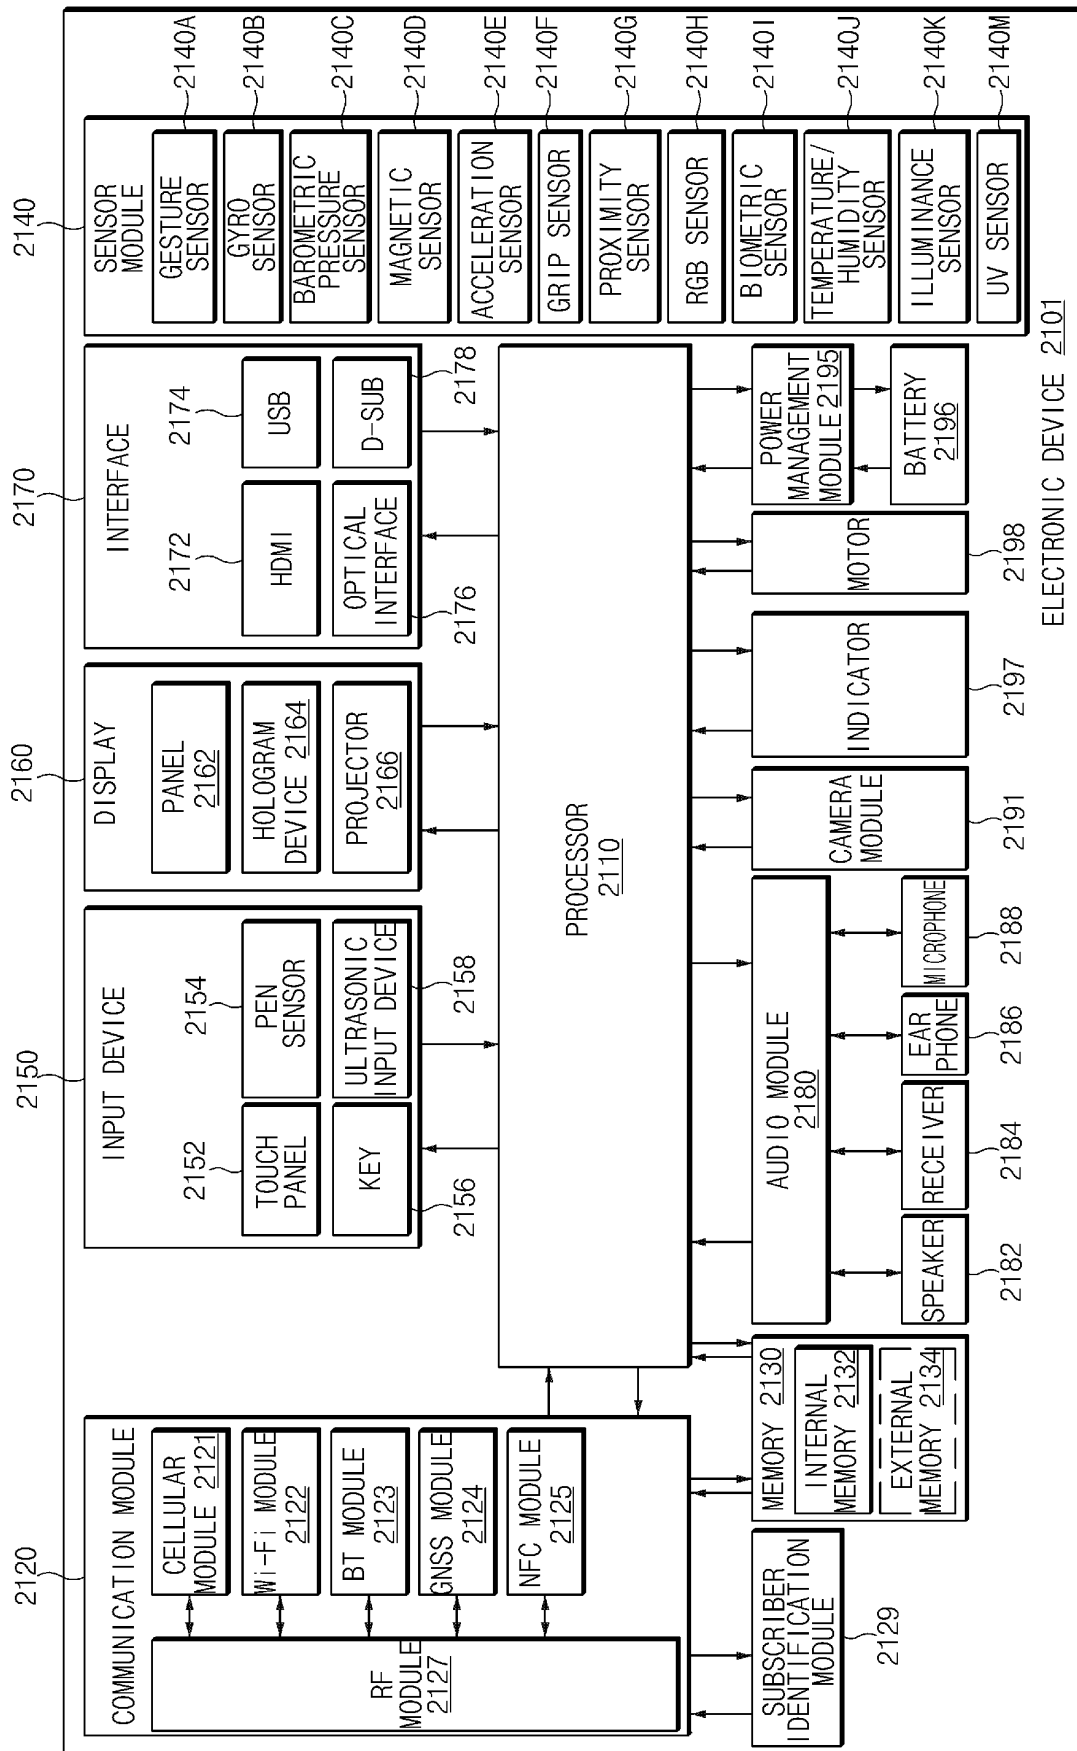 ELECTRONIC DEVICE 2101
2120
COMMUNICATION MODULE
CELLULAR
MODULE 2121
Wi-Fi MODULE
2122
BT MODULE
2123
GNSS MODULE
2124
NFC MODULE
2125
RF
MODULE
2127
SUBSCRIBER
IDENTIFICATION
MODULE
2129
MEMORY 2130
INTERNAL
MEMORY 2132
EXTERNAL
MEMORY 2134
2150
INPUT DEVICE
2152
TOUCH
PANEL
2154
PEN
SENSOR
KEY
2156
ULTRASONIC
INPUT DEVICE
2158
2160
DISPLAY
PANEL
2162
HOLOGRAM
DEVICE 2164
PROJECTOR
2166
2170
INTERFACE
2172
HDMI
2174
USB
OPTICAL
INTERFACE
2176
D-SUB
2178
PROCESSOR
2110
AUDIO MODULE
2180
SPEAKER
2182
RECEIVER
2184
EAR
PHONE
2186
MICROPHONE
2188
CAMERA
MODULE
2191
INDICATOR
2197
MOTOR
2198
POWER
MANAGEMENT
MODULE 2195
BATTERY
2196
2140
SENSOR
MODULE
GESTURE
SENSOR
2140A
GYRO
SENSOR
2140B
BAROMETRIC
PRESSURE
SENSOR
2140C
MAGNETIC
SENSOR
2140D
ACCELERATION
SENSOR
2140E
GRIP SENSOR
2140F
PROXIMITY
SENSOR
2140G
RGB SENSOR
2140H
BIOMETRIC
SENSOR
2140I
TEMPERATURE/
HUMIDITY
SENSOR
2140J
ILLUMINANCE
SENSOR
2140K
UV SENSOR
2140M